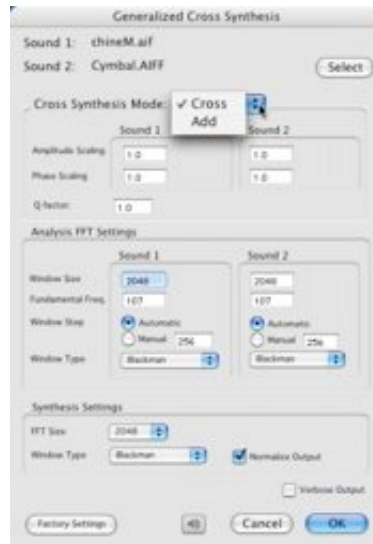 Generalized Cross Synthesis
Sound 1: chineM.aif
Sound 2: Cymbal.AIFF
Select
Cross Synthesis Mode: ✓ Cross
Add
Sound 1 Sound 2
Amplitude Scaling 1.0 1.0
Phase Scaling 1.0 1.0
Q factor: 1.0
Analysis FFT Settings
Sound 1 Sound 2
Window Size 2048 2048
Fundamental Freq. 107 107
Window Step Automatic Automatic
Manual 256 Manual 256
Window Type Blackman Blackman
Synthesis Settings
FFT Size 2048
Window Type Blackman Normalize Output
Verbose Output
Factory Settings Cancel OK